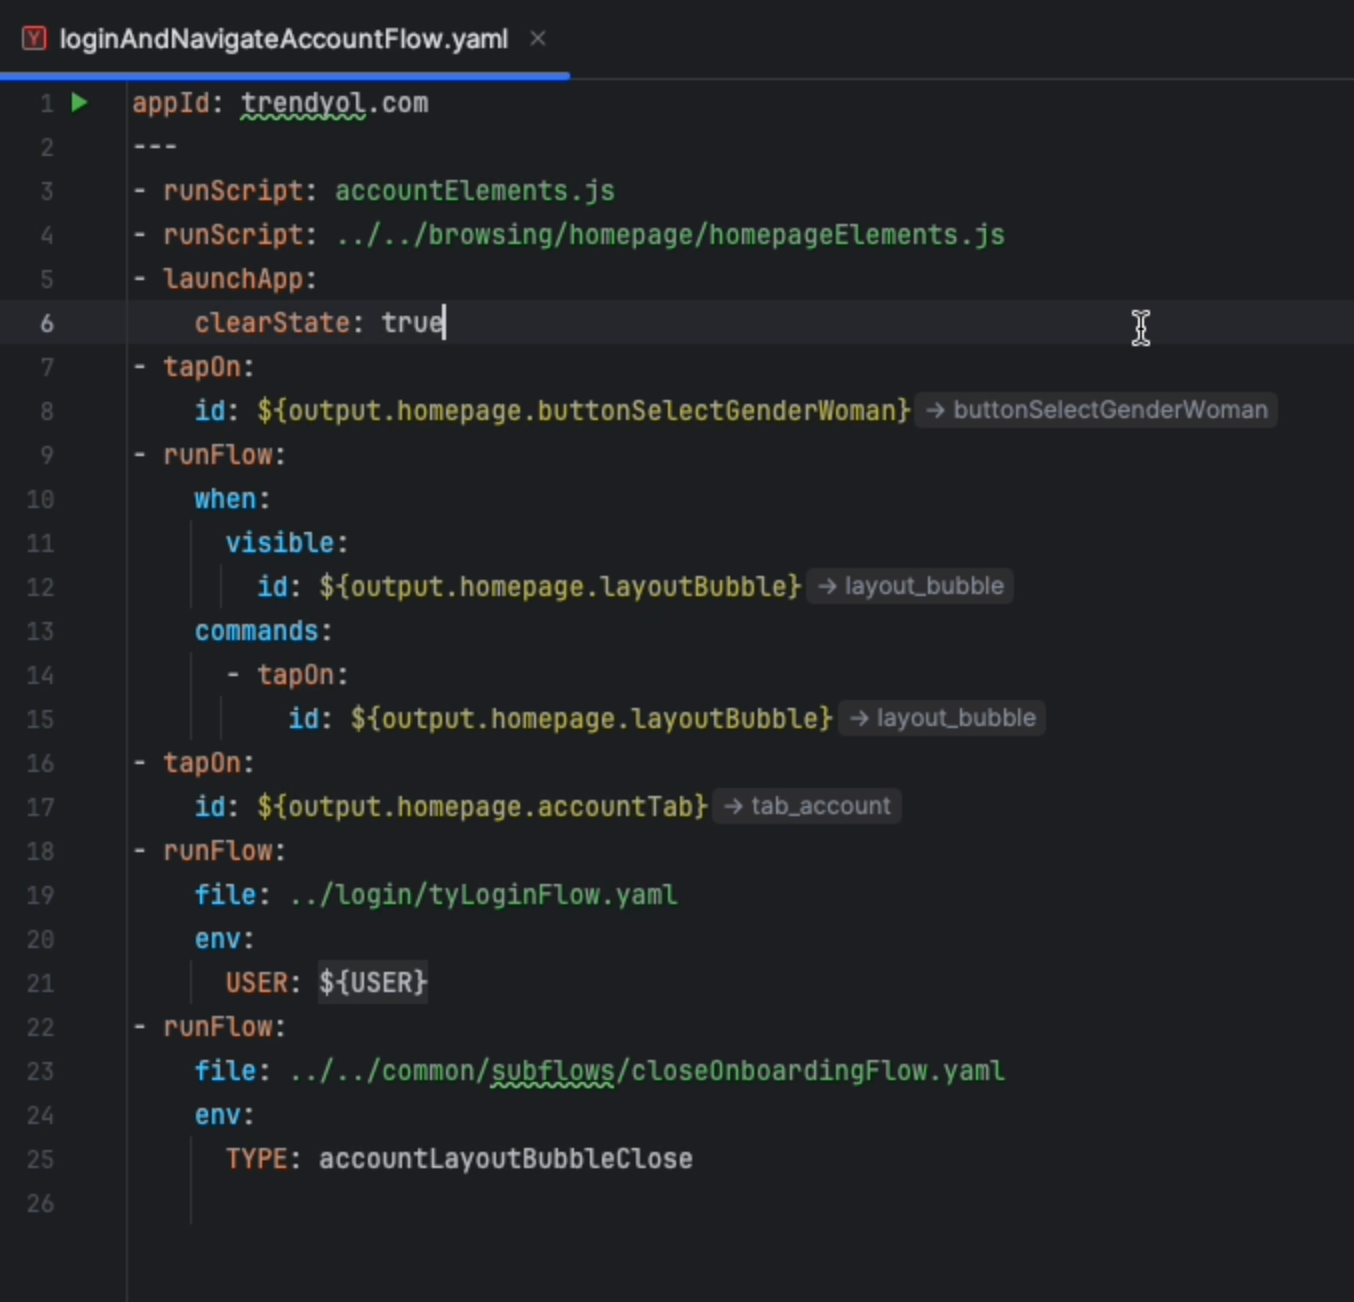 loginAndNavigateAccountFlow.yaml
1 appId: trendyol.com
2 ---
3 - runScript: accountElements.js
4 - runScript: ../../browsing/homepage/homepageElements.js
5 - launchApp:
6     clearState: true
7 - tapOn:
8     id: ${output.homepage.buttonSelectGenderWoman} → buttonSelectGenderWoman
9 - runFlow:
10     when:
11       visible:
12         id: ${output.homepage.layoutBubble} → layout_bubble
13     commands:
14       - tapOn:
15           id: ${output.homepage.layoutBubble} → layout_bubble
16 - tapOn:
17     id: ${output.homepage.accountTab} → tab_account
18 - runFlow:
19     file: ../login/tyLoginFlow.yaml
20     env:
21       USER: ${USER}
22 - runFlow:
23     file: ../../common/subflows/closeOnboardingFlow.yaml
24     env:
25       TYPE: accountLayoutBubbleClose
26